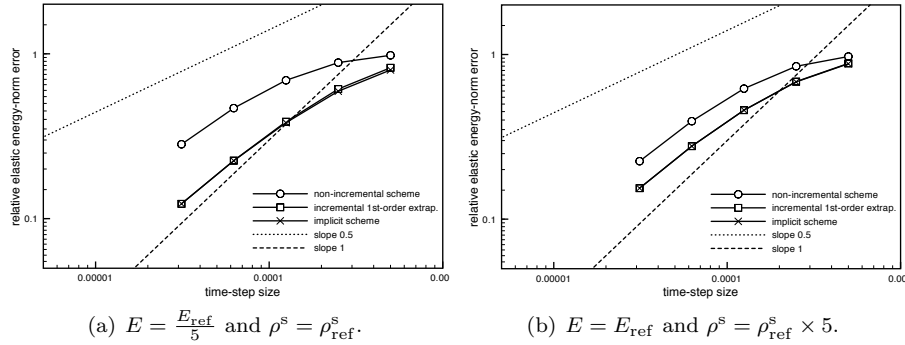 relative elastic energy-norm error
1
0.1
non-incremental scheme
incremental 1st-order extrap.
implicit scheme
slope 0.5
slope 1
0.00001
0.0001
0.00
time-step size
(a) E = E_ref/5 and ρ^s = ρ^s_ref.
relative elastic energy-norm error
1
0.1
non-incremental scheme
incremental 1st-order extrap.
implicit scheme
slope 0.5
slope 1
0.00001
0.0001
0.00
time-step size
(b) E = E_ref and ρ^s = ρ^s_ref × 5.